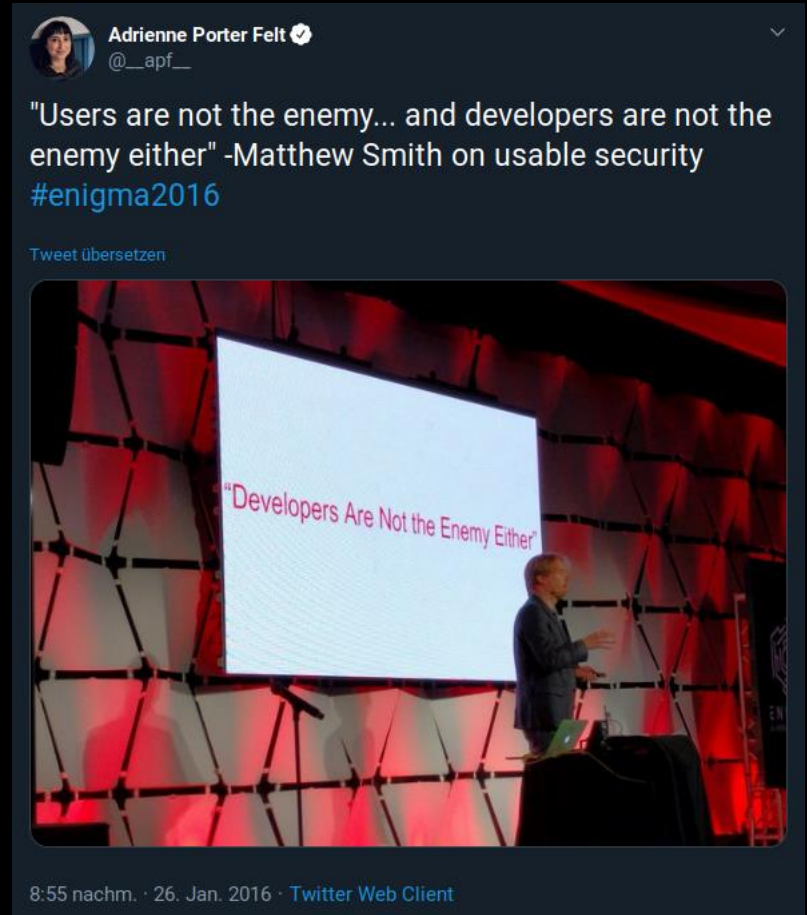 Adrienne Porter Felt
@__apf__
"Users are not the enemy... and developers are not the
enemy either" -Matthew Smith on usable security
#enigma2016
Tweet übersetzen
“Developers Are Not the Enemy Either”
8:55 nachm. · 26. Jan. 2016 · Twitter Web Client